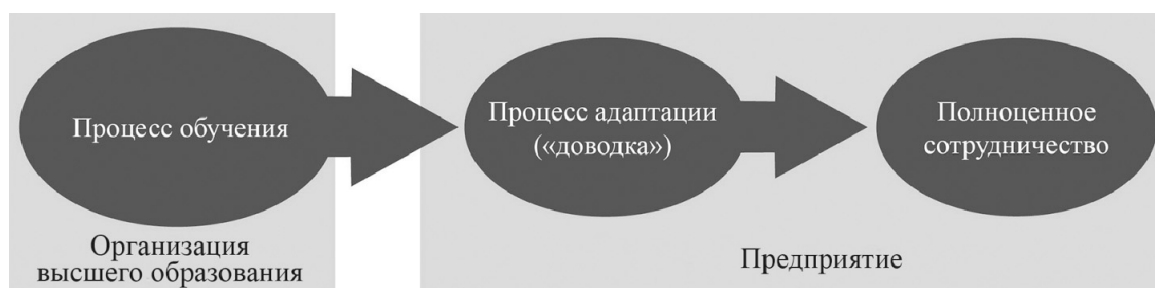 Процесс обучения
Процесс адаптации
(«доводка»)
Полноценное
сотрудничество
Организация
высшего образования
Предприятие